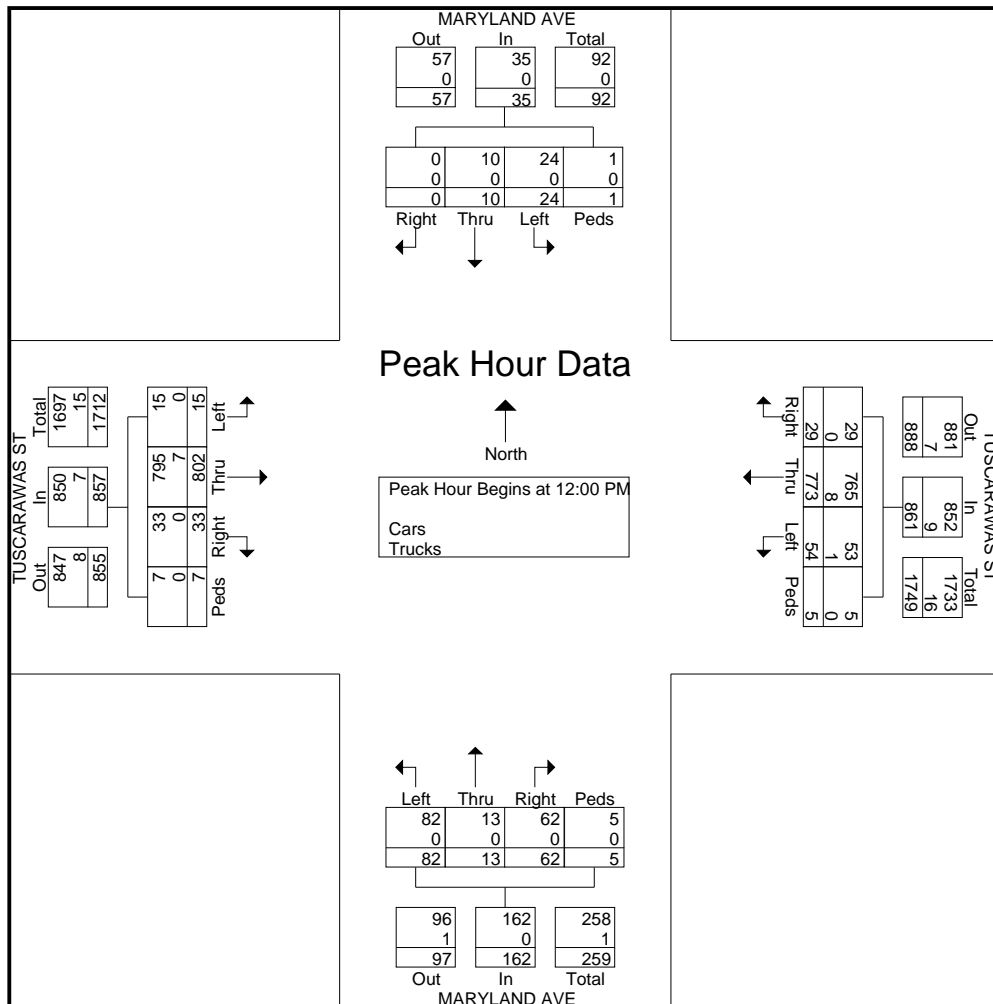 MARYLAND AVE
Out In Total
57 35 92
0 0 0
57 35 92
0 10 24 1
0 0 0 0
0 10 24 1
Right Thru Left Peds
Peak Hour Data
North
Peak Hour Begins at 12:00 PM
Cars
Trucks
TUSCARAWAS ST
Out In Total
847 850 1697
8 7 15
855 857 1712
Peds Right Thru Left
7 33 795 15
0 0 7 0
7 33 802 15
TUSCARAWAS ST
Out In Total
881 852 1733
7 9 16
888 861 1749
29 765 53 5
0 8 1 0
29 773 54 5
Right Thru Left Peds
Left Thru Right Peds
82 13 62 5
0 0 0 0
82 13 62 5
96 162 258
1 0 1
97 162 259
Out In Total
MARYLAND AVE